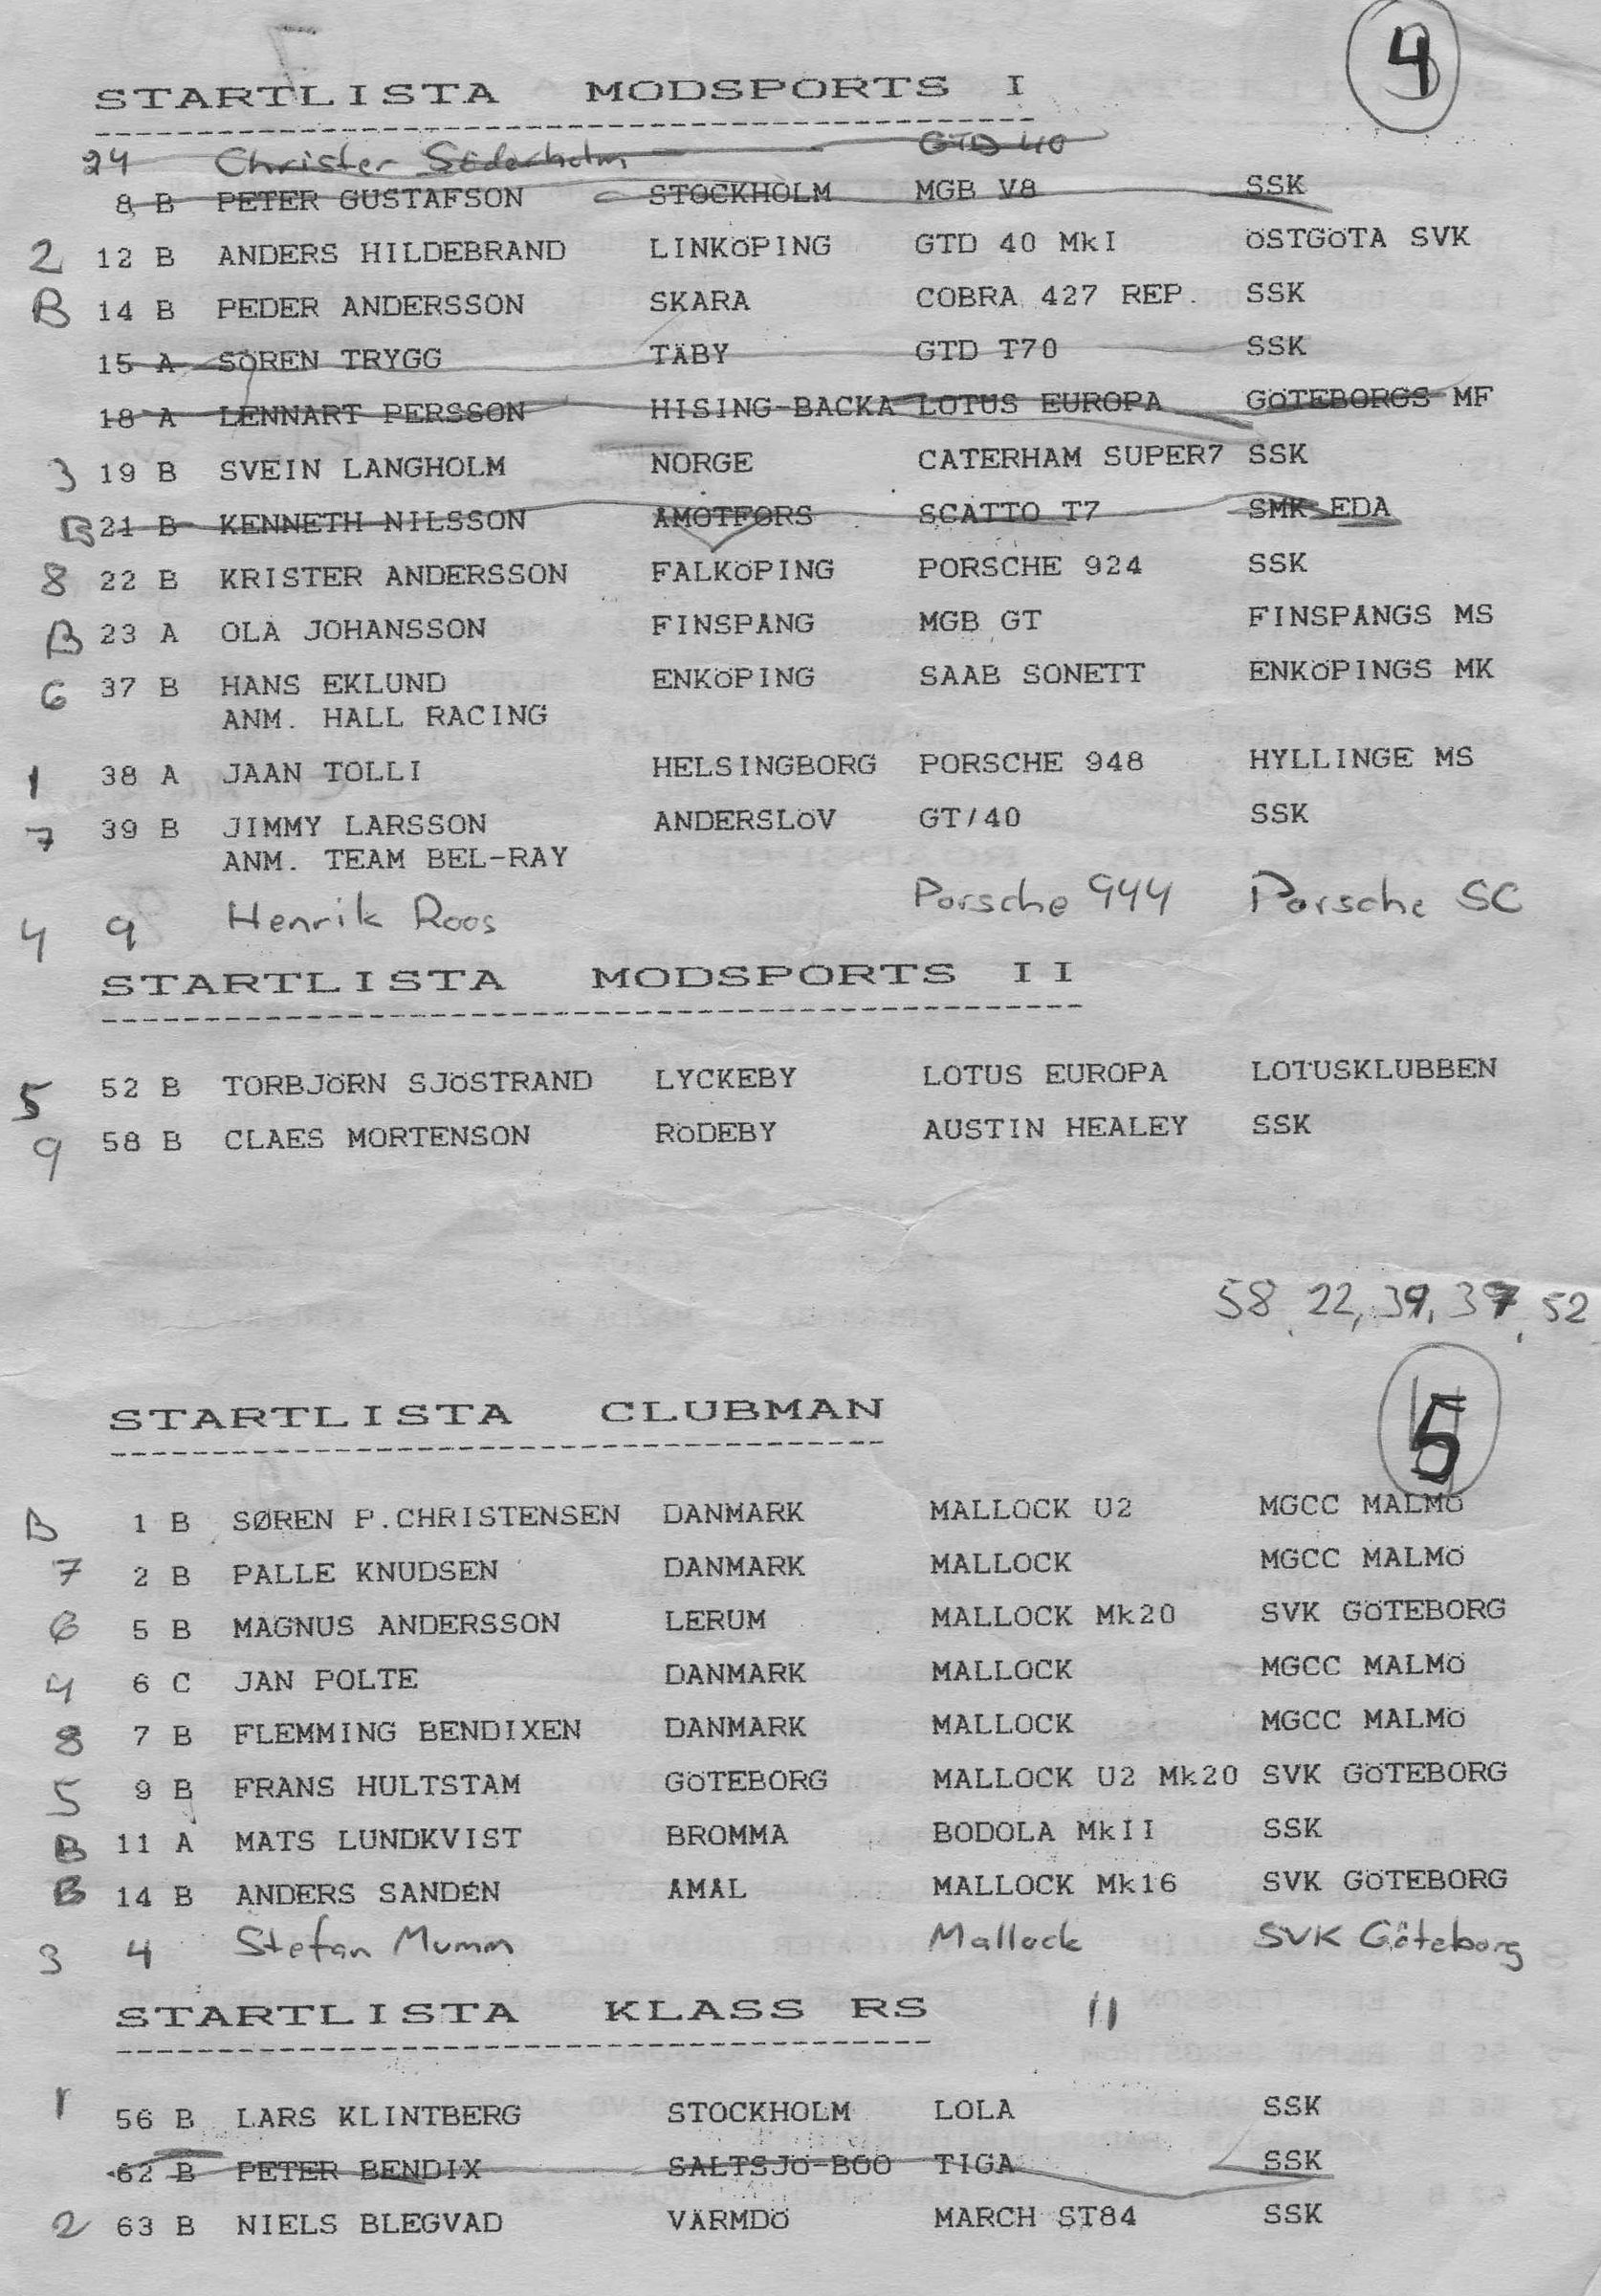 4
STARTLISTA MODSPORTS I
24 Christer Söderholm GTD 40
8 B PETER GUSTAFSON STOCKHOLM MGB V8 SSK
2 12 B ANDERS HILDEBRAND LINKÖPING GTD 40 MkI ÖSTGÖTA SVK
B 14 B PEDER ANDERSSON SKARA COBRA 427 REP. SSK
15 A SÖREN TRYGG TÄBY GTD T70 SSK
18 A LENNART PERSSON HISING-BACKA LOTUS EUROPA GÖTEBORGS MF
3 19 B SVEIN LANGHOLM NORGE CATERHAM SUPER7 SSK
B 21 B KENNETH NILSSON ÅMOTFORS SCATTO T7 SMK EDA
8 22 B KRISTER ANDERSSON FALKÖPING PORSCHE 924 SSK
B 23 A OLA JOHANSSON FINSPANG MGB GT FINSPANGS MS
6 37 B HANS EKLUND ENKÖPING SAAB SONETT ENKÖPINGS MK
ANM. HALL RACING
1 38 A JAAN TOLLI HELSINGBORG PORSCHE 948 HYLLINGE MS
7 39 B JIMMY LARSSON ANDERSLÖV GT/40 SSK
ANM. TEAM BEL-RAY
4 9 Henrik Roos Porsche 944 Porsche SC
STARTLISTA MODSPORTS II
5 52 B TORBJÖRN SJÖSTRAND LYCKEBY LOTUS EUROPA LOTUSKLUBBEN
9 58 B CLAES MORTENSON RÖDEBY AUSTIN HEALEY SSK
58, 22, 39, 37, 52
5
STARTLISTA CLUBMAN
B 1 B SØREN P.CHRISTENSEN DANMARK MALLOCK U2 MGCC MALMÖ
7 2 B PALLE KNUDSEN DANMARK MALLOCK MGCC MALMÖ
6 5 B MAGNUS ANDERSSON LERUM MALLOCK Mk20 SVK GÖTEBORG
4 6 C JAN POLTE DANMARK MALLOCK MGCC MALMÖ
8 7 B FLEMMING BENDIXEN DANMARK MALLOCK MGCC MALMÖ
5 9 B FRANS HULTSTAM GÖTEBORG MALLOCK U2 Mk20 SVK GÖTEBORG
B 11 A MATS LUNDKVIST BROMMA BODOLA MkII SSK
B 14 B ANDERS SANDÉN AMAL MALLOCK Mk16 SVK GÖTEBORG
3 4 Stefan Mumm Mallock SVK Göteborg
STARTLISTA KLASS RS 11
1 56 B LARS KLINTBERG STOCKHOLM LOLA SSK
62 B PETER BENDIX SALTSJÖ-BOO TIGA SSK
2 63 B NIELS BLEGVAD VÄRMDÖ MARCH ST84 SSK